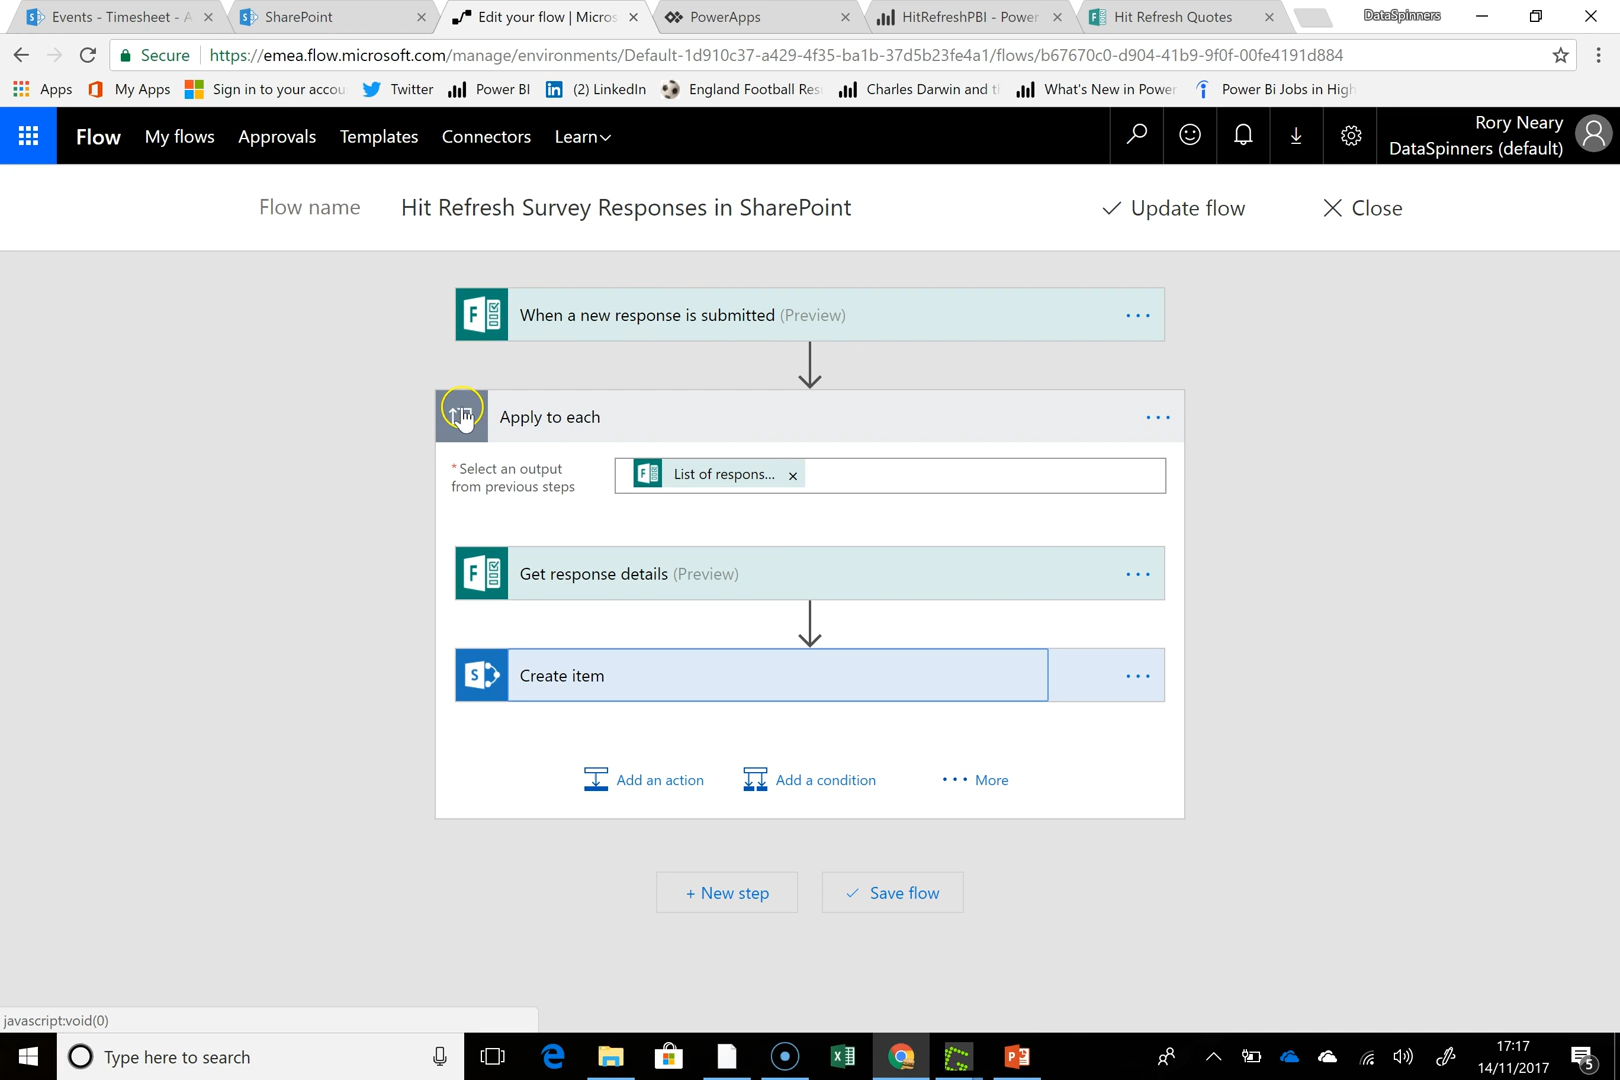 Events - Timesheet - A
SharePoint
Edit your flow | Micros
PowerApps
HitRefreshPBI - Power
Hit Refresh Quotes
DataSpinners
Secure
https://emea.flow.microsoft.com/manage/environments/Default-1d910c37-a429-4f35-ba1b-37d5b23fe4a1/flows/b67670c0-d904-41b9-9f0f-00fe4191d884
Apps
My Apps
Sign in to your accou
Twitter
Power BI
(2) LinkedIn
England Football Res
Charles Darwin and t
What's New in Power
Power Bi Jobs in High
Flow
My flows
Approvals
Templates
Connectors
Learn
Rory Neary
DataSpinners (default)
Flow name
Hit Refresh Survey Responses in SharePoint
Update flow
Close
When a new response is submitted (Preview)
Apply to each
* Select an output
from previous steps
List of respons... x
Get response details (Preview)
Create item
Add an action
Add a condition
More
+ New step
Save flow
javascript:void(0)
Type here to search
17:17
14/11/2017
5